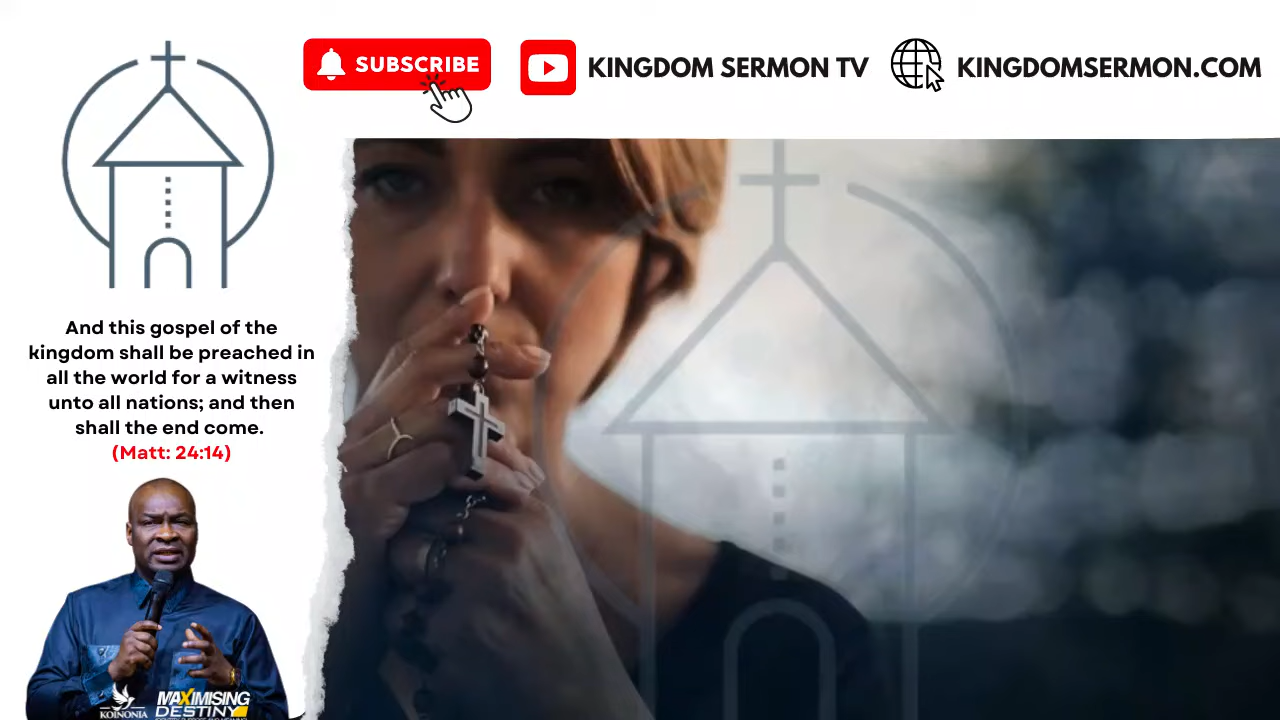 SUBSCRIBE
KINGDOM SERMON TV
KINGDOMSERMON.COM
And this gospel of the
kingdom shall be preached in
all the world for a witness
unto all nations; and then
shall the end come.
(Matt: 24:14)
KOINONIA
MAXIMISING
DESTINY